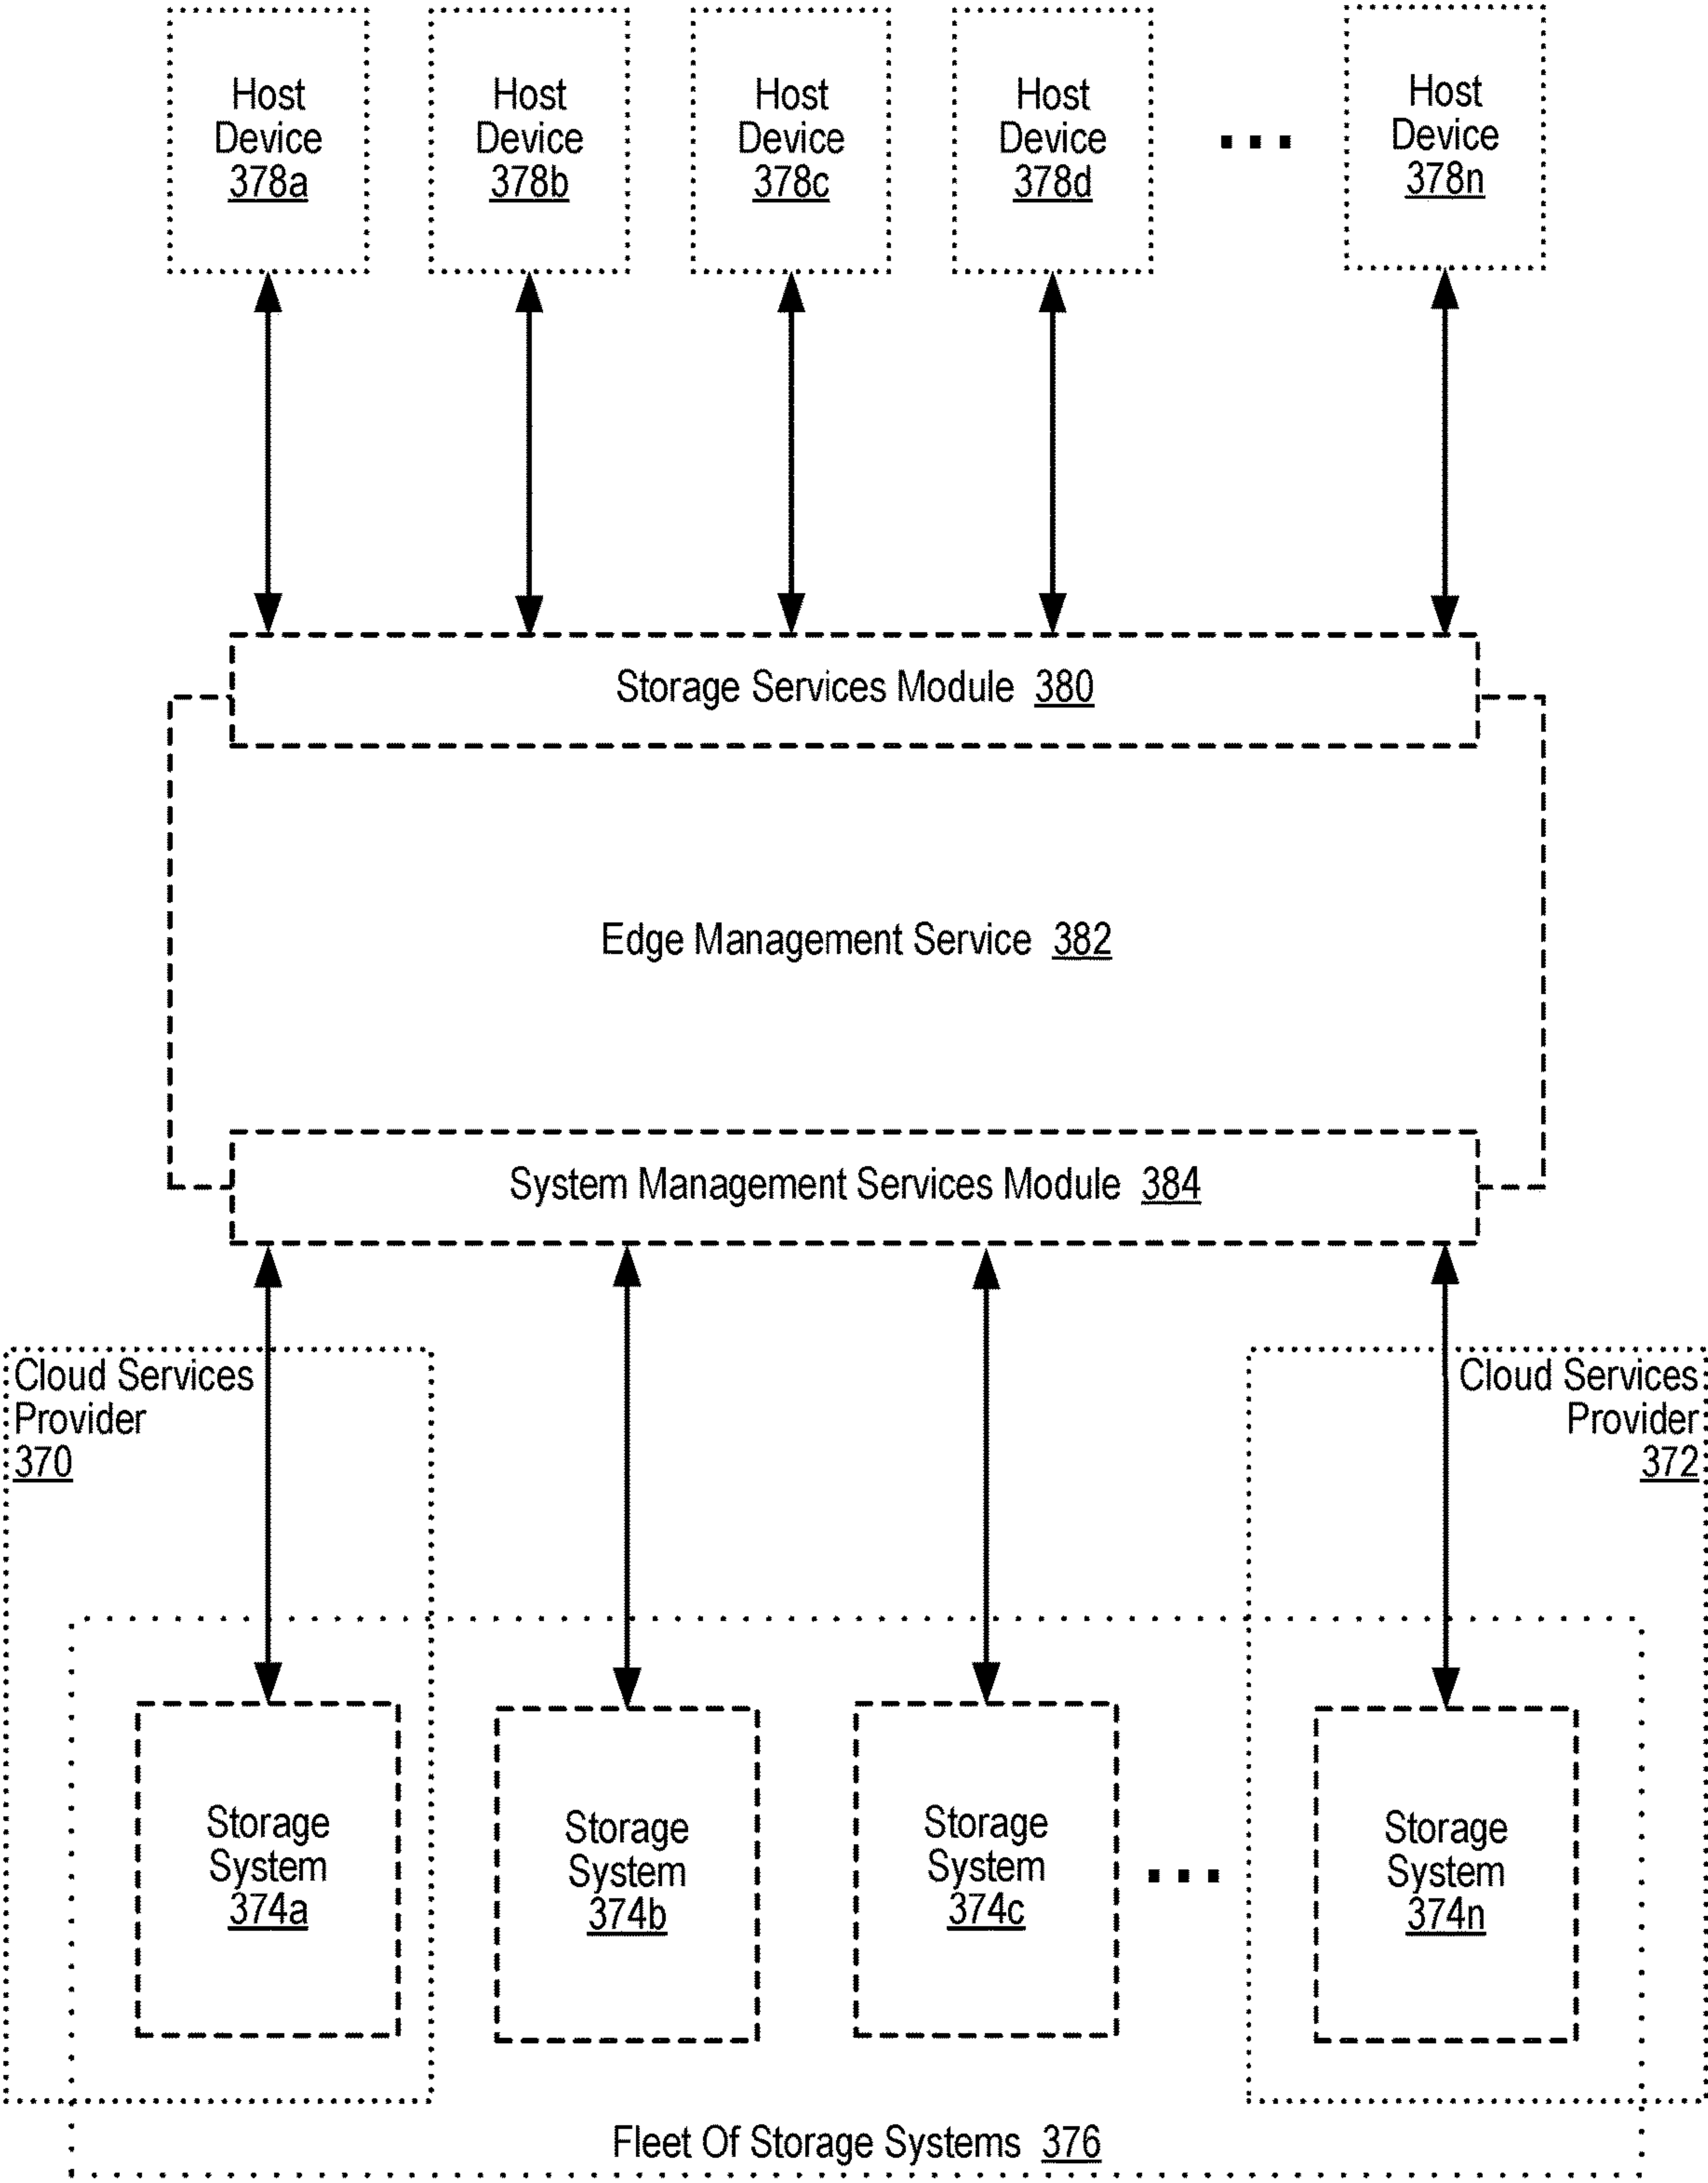 Host
Device
378a
Host
Device
378b
Host
Device
378c
Host
Device
378d
...
Host
Device
378n
Storage Services Module 380
Edge Management Service 382
System Management Services Module 384
Cloud Services
Provider
370
Cloud Services
Provider
372
Storage
System
374a
Storage
System
374b
Storage
System
374c
...
Storage
System
374n
Fleet Of Storage Systems 376